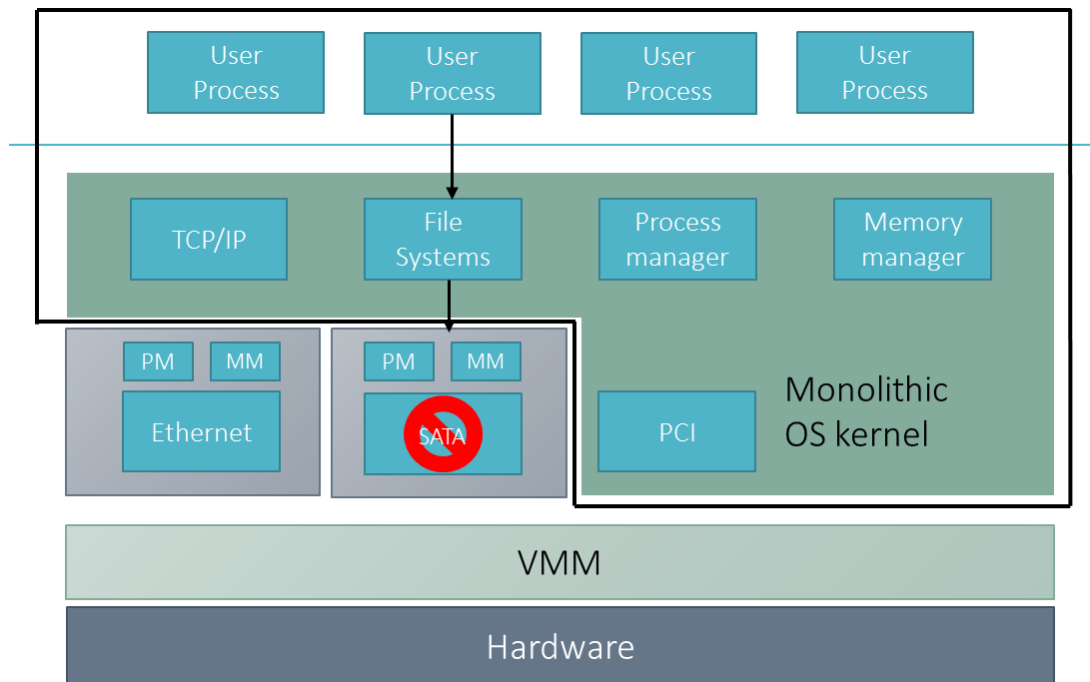 User
Process
User
Process
User
Process
User
Process
TCP/IP
File
Systems
Process
manager
Memory
manager
PM
MM
Ethernet
PM
MM
SATA
PCI
Monolithic
OS kernel
VMM
Hardware